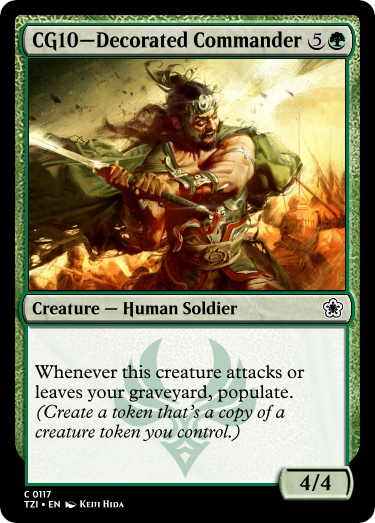 CG10—Decorated Commander 5
Creature — Human Soldier
Whenever this creature attacks or
leaves your graveyard, populate.
(Create a token that's a copy of a
creature token you control.)
4/4
C 0117
TZI • EN Keiji Hida